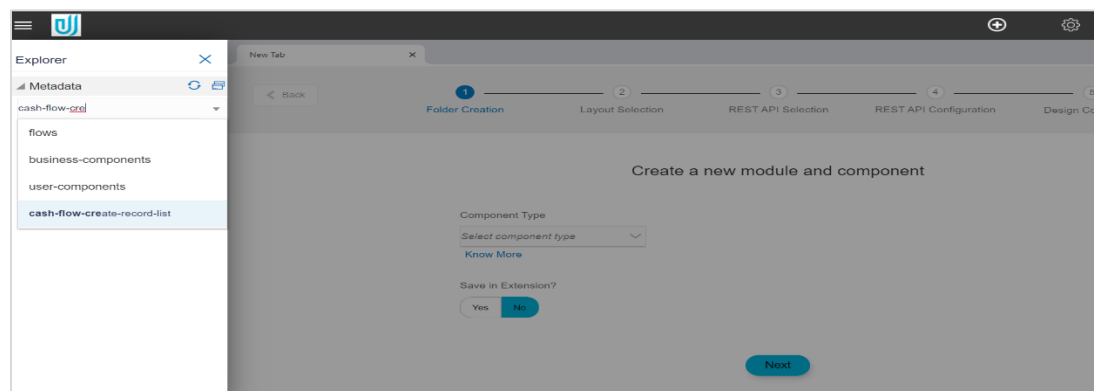 Explorer
Metadata
cash-flow-cre
flows
business-components
user-components
cash-flow-create-record-list
New Tab
Back
1
Folder Creation
2
Layout Selection
3
REST API Selection
4
REST API Configuration
Design Co
Create a new module and component
Component Type
Select component type
Know More
Save in Extension?
Yes No
Next